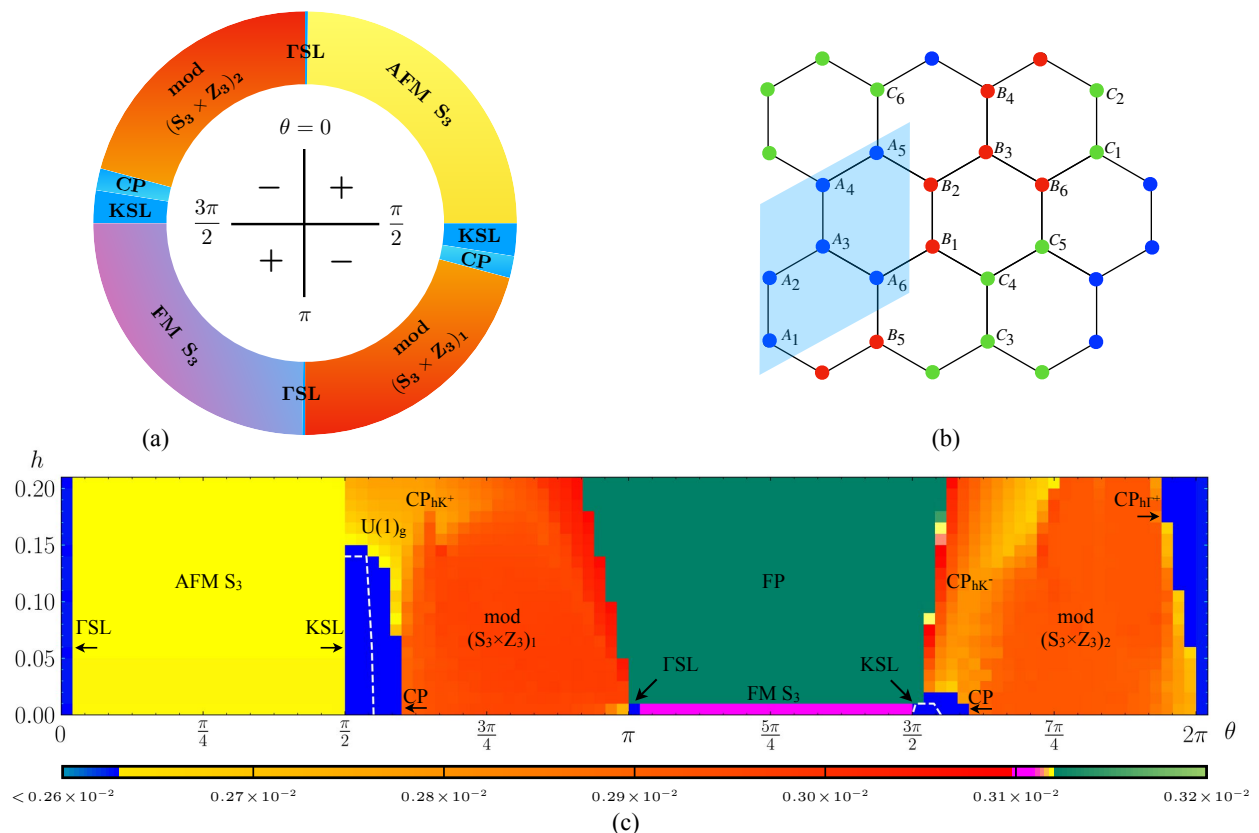 ΓSL
AFM S₃
mod
(S₃ × Z₃)₂
θ = 0
CP
KSL
− +
3π/2
π/2
+ −
π
KSL
CP
FM S₃
mod
(S₃ × Z₃)₁
ΓSL
(a)
C₆ B₄ C₂
A₅ B₃ C₁
A₄ B₂ B₆
A₃ B₁ C₅
A₂ A₆ C₄
A₁ B₅ C₃
(b)
h
0.20
0.15
0.10
0.05
0.00
CP_hK⁺
U(1)_g
CP_hΓ⁺
AFM S₃
FP
CP_hK⁻
mod
(S₃×Z₃)₁
mod
(S₃×Z₃)₂
ΓSL
KSL
ΓSL
KSL
CP
FM S₃
CP
0 π/4 π/2 3π/4 π 5π/4 3π/2 7π/4 2π θ
< 0.26 × 10⁻² 0.27 × 10⁻² 0.28 × 10⁻² 0.29 × 10⁻² 0.30 × 10⁻² 0.31 × 10⁻² 0.32 × 10⁻²
(c)